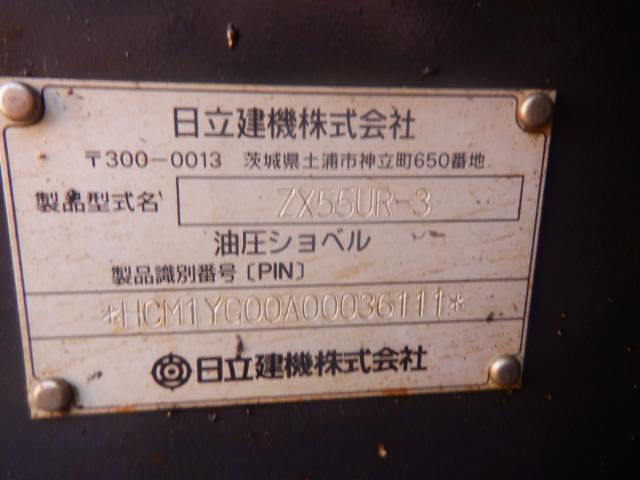 日立建機株式会社
〒300-0013 茨城県土浦市神立町650番地
製品型式名 ZX55UR-3
油圧ショベル
製品識別番号〔PIN〕
*HCM1YG00A00036111*
日立建機株式会社